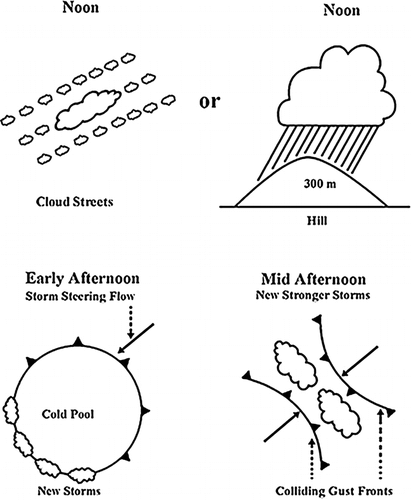 Noon
Noon
or
300 m
Cloud Streets
Hill
Early Afternoon
Storm Steering Flow
Mid Afternoon
New Stronger Storms
Cold Pool
New Storms
Colliding Gust Fronts